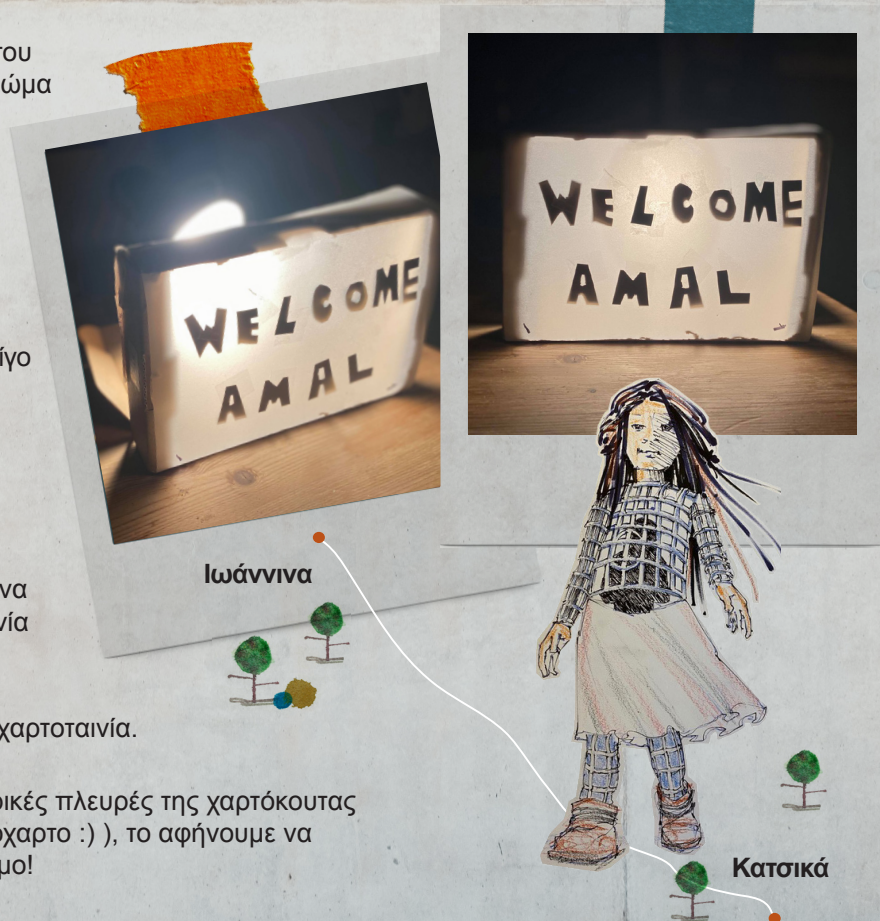 του
ώμα
WELCOME
AMAL
WELCOME
AMAL
ίγο
Ιωάννινα
να
νία
χαρτοταινία.
ρικές πλευρές της χαρτόκουτας
χαρτο :) ), το αφήνουμε να
μο!
Κατσικά